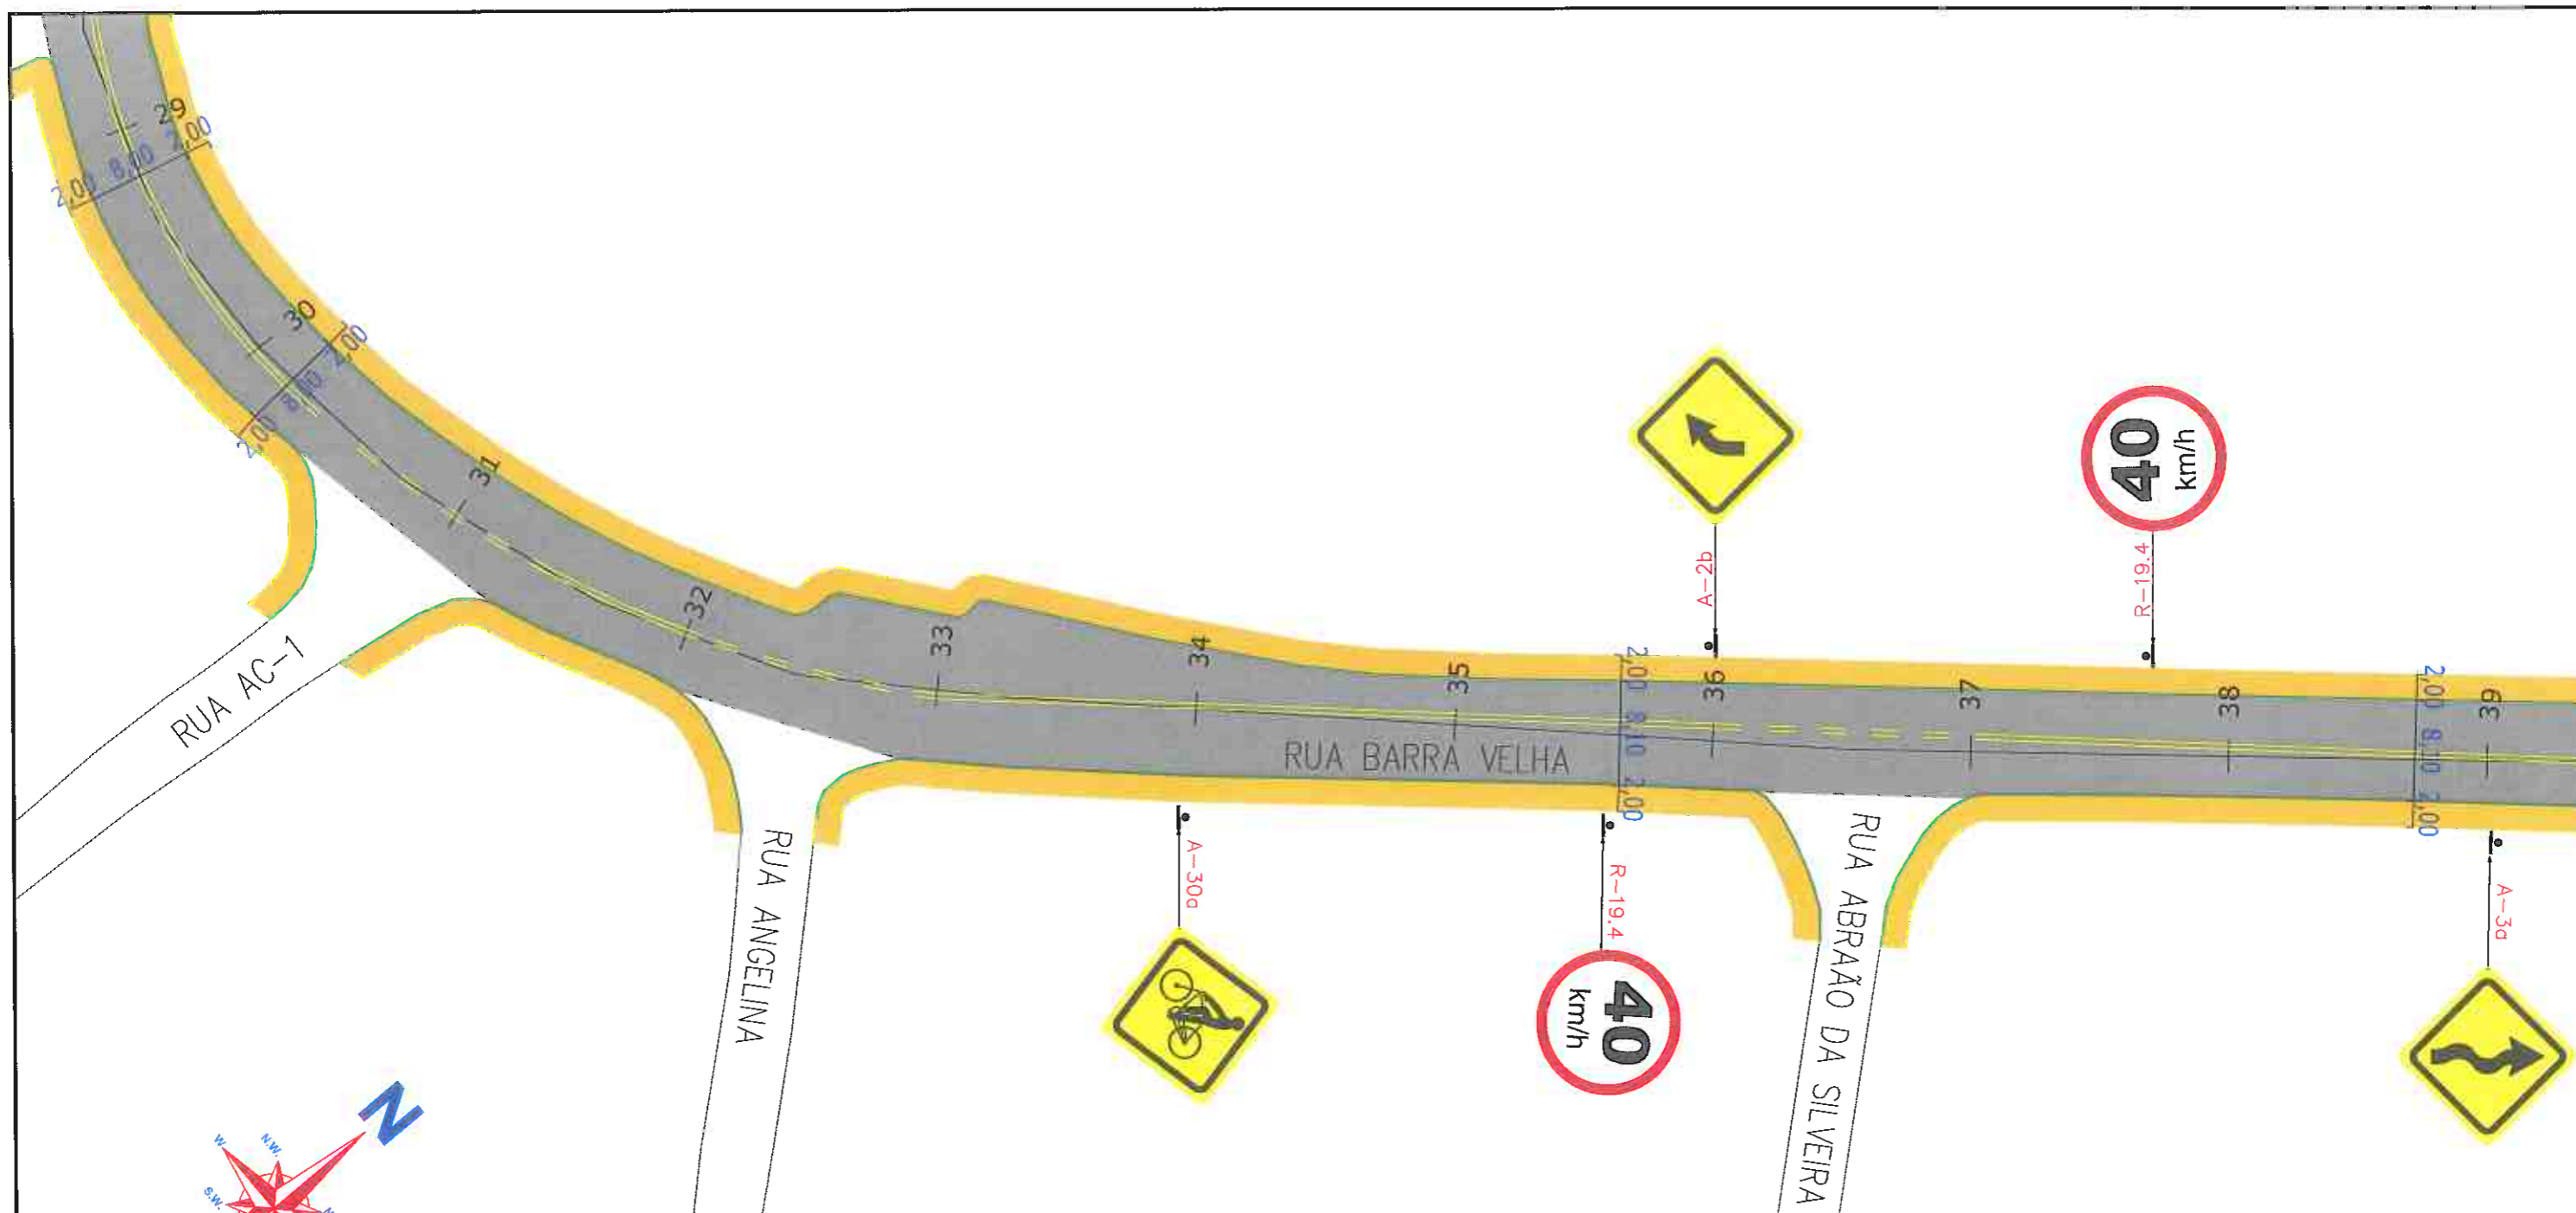 29
2,00
8,00
2,00
30
2,00
8,00
2,00
31
32
33
34
35
36
37
38
39
A-2b
40
km/h
R-19.4
2,00
8,10
2,00
2,00
8,10
2,00
RUA BARRA VELHA
RUA AC-1
RUA ANGELINA
RUA ABRAÃO DA SILVEIRA
A-30a
R-19.4
40
km/h
A-3a
N
N.W.
W.
S.W.